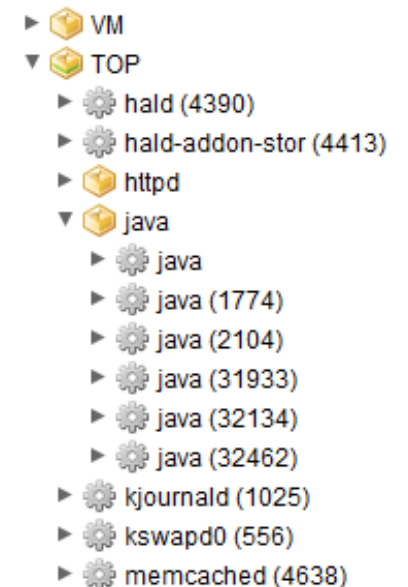 VM
TOP
hald (4390)
hald-addon-stor (4413)
httpd
java
java
java (1774)
java (2104)
java (31933)
java (32134)
java (32462)
kjournald (1025)
kswapd0 (556)
memcached (4638)